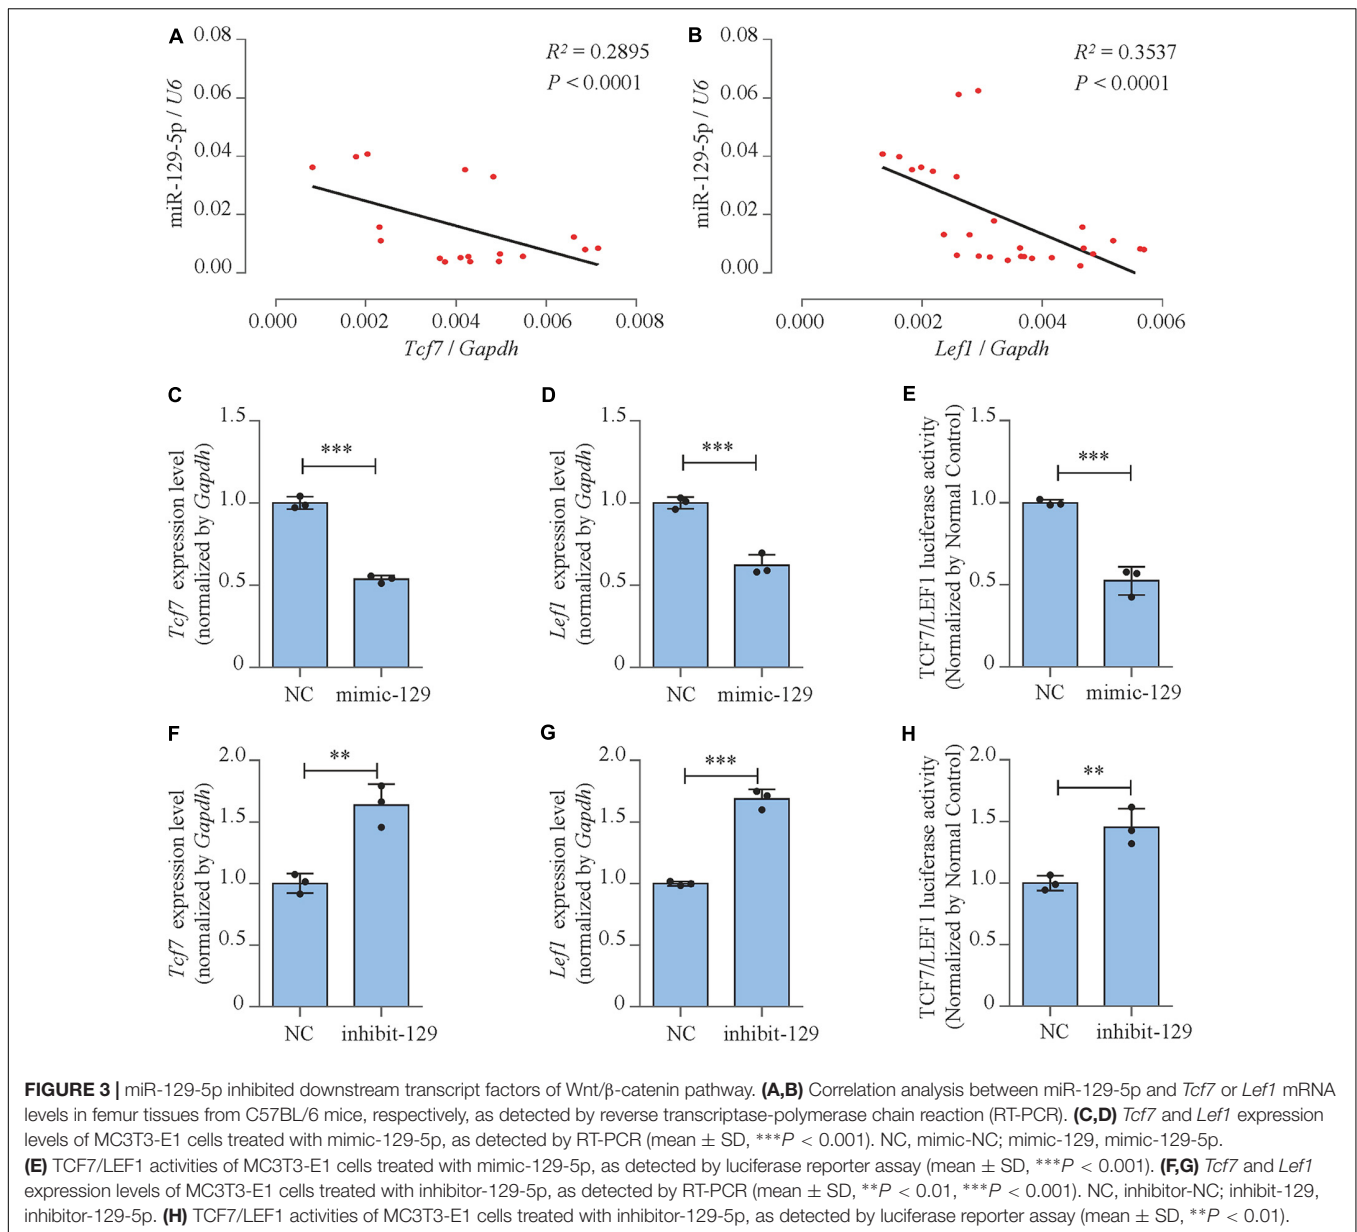 A
B
0.08
0.06
0.04
0.02
0.00
miR-129-5p / U6
R² = 0.2895
P < 0.0001
0.000 0.002 0.004 0.006 0.008
Tcf7 / Gapdh
0.08
0.06
0.04
0.02
0.00
miR-129-5p / U6
R² = 0.3537
P < 0.0001
0.000 0.002 0.004 0.006
Lef1 / Gapdh
C
Tcf7 expression level
(normalized by Gapdh)
1.5
1.0
0.5
0
***
NC mimic-129
D
Lef1 expression level
(normalized by Gapdh)
1.5
1.0
0.5
0
***
NC mimic-129
E
TCF7/LEF1 luciferase activity
(Normalized by Normal Control)
1.5
1.0
0.5
0
***
NC mimic-129
F
Tcf7 expression level
(normalized by Gapdh)
2.0
1.5
1.0
0.5
0
**
NC inhibit-129
G
Lef1 expression level
(normalized by Gapdh)
2.0
1.5
1.0
0.5
0
***
NC inhibit-129
H
TCF7/LEF1 luciferase activity
(Normalized by Normal Control)
2.0
1.5
1.0
0.5
0
**
NC inhibit-129
FIGURE 3 | miR-129-5p inhibited downstream transcript factors of Wnt/β-catenin pathway. (A,B) Correlation analysis between miR-129-5p and Tcf7 or Lef1 mRNA
levels in femur tissues from C57BL/6 mice, respectively, as detected by reverse transcriptase-polymerase chain reaction (RT-PCR). (C,D) Tcf7 and Lef1 expression
levels of MC3T3-E1 cells treated with mimic-129-5p, as detected by RT-PCR (mean ± SD, ***P < 0.001). NC, mimic-NC; mimic-129, mimic-129-5p.
(E) TCF7/LEF1 activities of MC3T3-E1 cells treated with mimic-129-5p, as detected by luciferase reporter assay (mean ± SD, ***P < 0.001). (F,G) Tcf7 and Lef1
expression levels of MC3T3-E1 cells treated with inhibitor-129-5p, as detected by RT-PCR (mean ± SD, **P < 0.01, ***P < 0.001). NC, inhibitor-NC; inhibit-129,
inhibitor-129-5p. (H) TCF7/LEF1 activities of MC3T3-E1 cells treated with inhibitor-129-5p, as detected by luciferase reporter assay (mean ± SD, **P < 0.01).